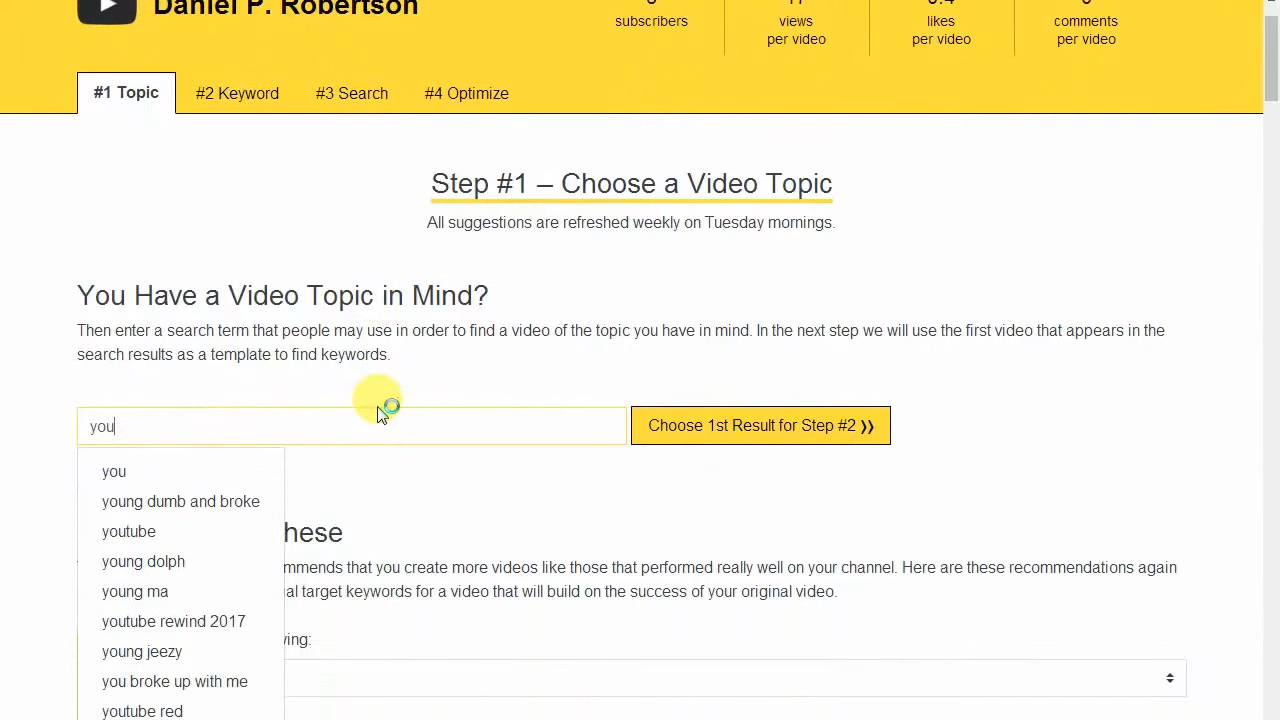 Daniel P. Robertson
subscribers
views
per video
likes
per video
comments
per video
#1 Topic
#2 Keyword
#3 Search
#4 Optimize
Step #1 – Choose a Video Topic
All suggestions are refreshed weekly on Tuesday mornings.
You Have a Video Topic in Mind?
Then enter a search term that people may use in order to find a video of the topic you have in mind. In the next step we will use the first video that appears in the
search results as a template to find keywords.
you
Choose 1st Result for Step #2 ❯❯
you
young dumb and broke
youtube
young dolph
young ma
youtube rewind 2017
young jeezy
you broke up with me
youtube red
hese
mmends that you create more videos like those that performed really well on your channel. Here are these recommendations again
al target keywords for a video that will build on the success of your original video.
ving: